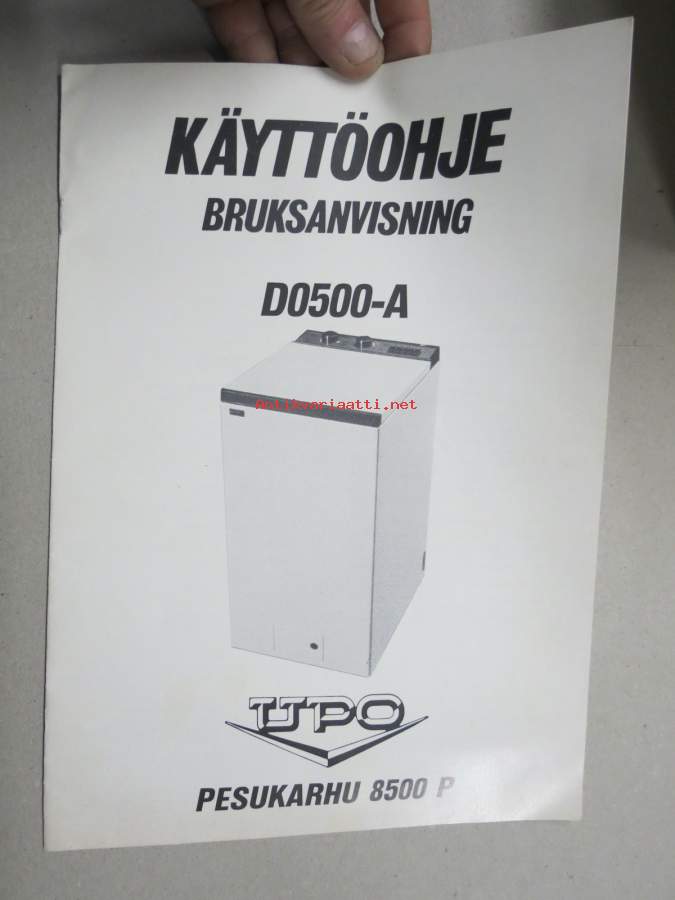 KÄYTTÖOHJE
BRUKSANVISNING
D0500-A
Antikvariaatti.net
UPO
PESUKARHU 8500 P